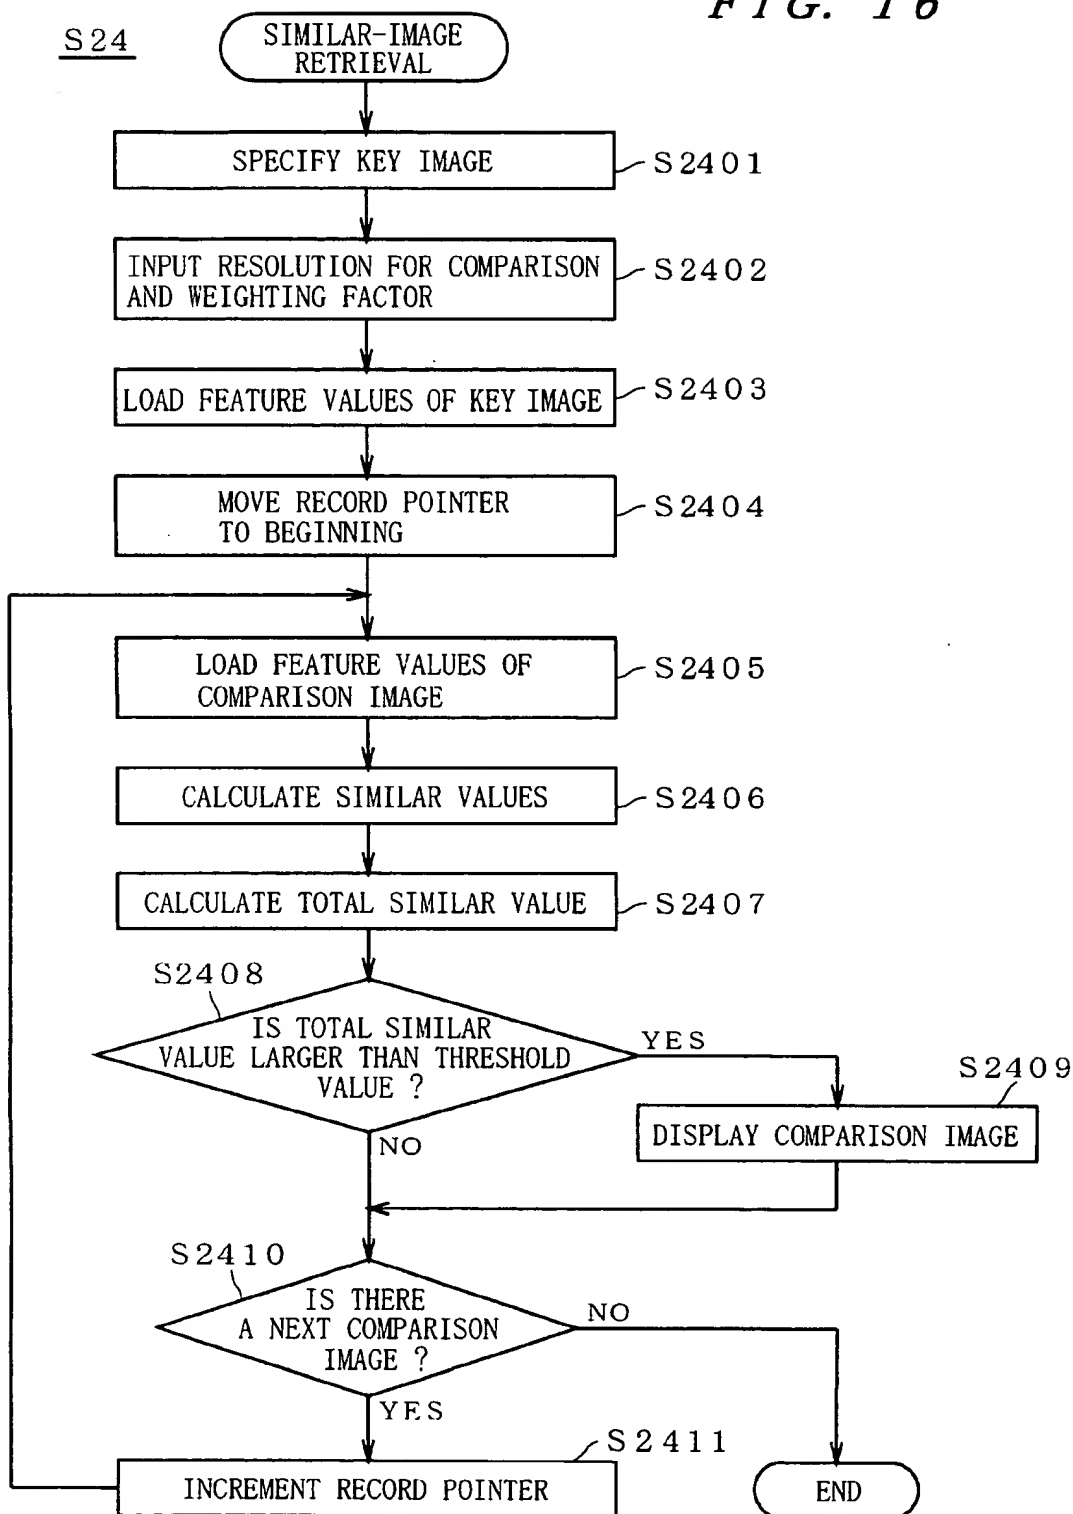 FIG. 16
S24
SIMILAR-IMAGE
RETRIEVAL
SPECIFY KEY IMAGE
S2401
INPUT RESOLUTION FOR COMPARISON
AND WEIGHTING FACTOR
S2402
LOAD FEATURE VALUES OF KEY IMAGE
S2403
MOVE RECORD POINTER
TO BEGINNING
S2404
LOAD FEATURE VALUES OF
COMPARISON IMAGE
S2405
CALCULATE SIMILAR VALUES
S2406
CALCULATE TOTAL SIMILAR VALUE
S2407
S2408
IS TOTAL SIMILAR
VALUE LARGER THAN THRESHOLD
VALUE ?
YES
S2409
DISPLAY COMPARISON IMAGE
NO
S2410
IS THERE
A NEXT COMPARISON
IMAGE ?
NO
YES
S2411
INCREMENT RECORD POINTER
END